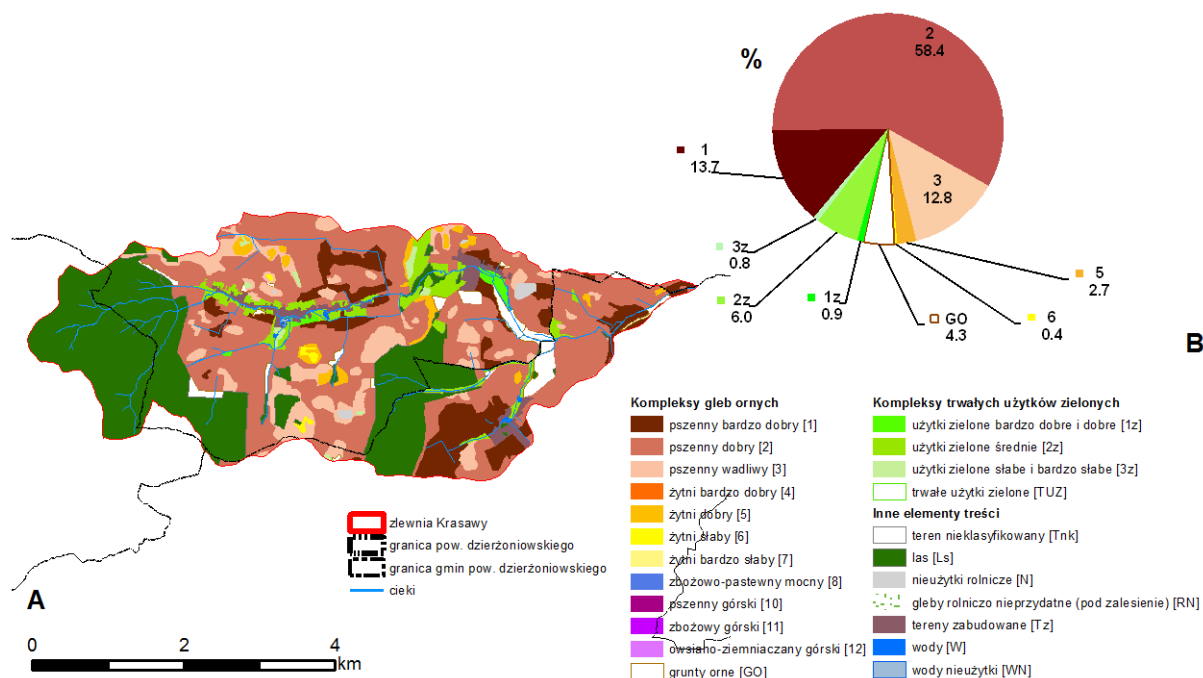 2
58.4
%
1
13.7
3
12.8
3z
0.8
5
2.7
2z
6.0
1z
0.9
GO
4.3
6
0.4
B
Kompleksy gleb ornych
pszenny bardzo dobry [1]
pszenny dobry [2]
pszenny wadliwy [3]
żytni bardzo dobry [4]
żytni dobry [5]
żytni słaby [6]
żytni bardzo słaby [7]
zbożowo-pastewny mocny [8]
pszenny górski [10]
zbożowy górski [11]
owsiano-ziemniaczany górski [12]
grunty orne [GO]
Kompleksy trwałych użytków zielonych
użytki zielone bardzo dobre i dobre [1z]
użytki zielone średnie [2z]
użytki zielone słabe i bardzo słabe [3z]
trwałe użytki zielone [TUZ]
Inne elementy treści
teren nieklasyfikowany [Tnk]
las [Ls]
nieużytki rolnicze [N]
gleby rolniczo nieprzydatne (pod zalesienie) [RN]
tereny zabudowane [Tz]
wody [W]
wody nieużytki [WN]
zlewnia Krasawy
granica pow. dzierżoniowskiego
granica gmin pow. dzierżoniowskiego
cieki
A
0 2 4
km